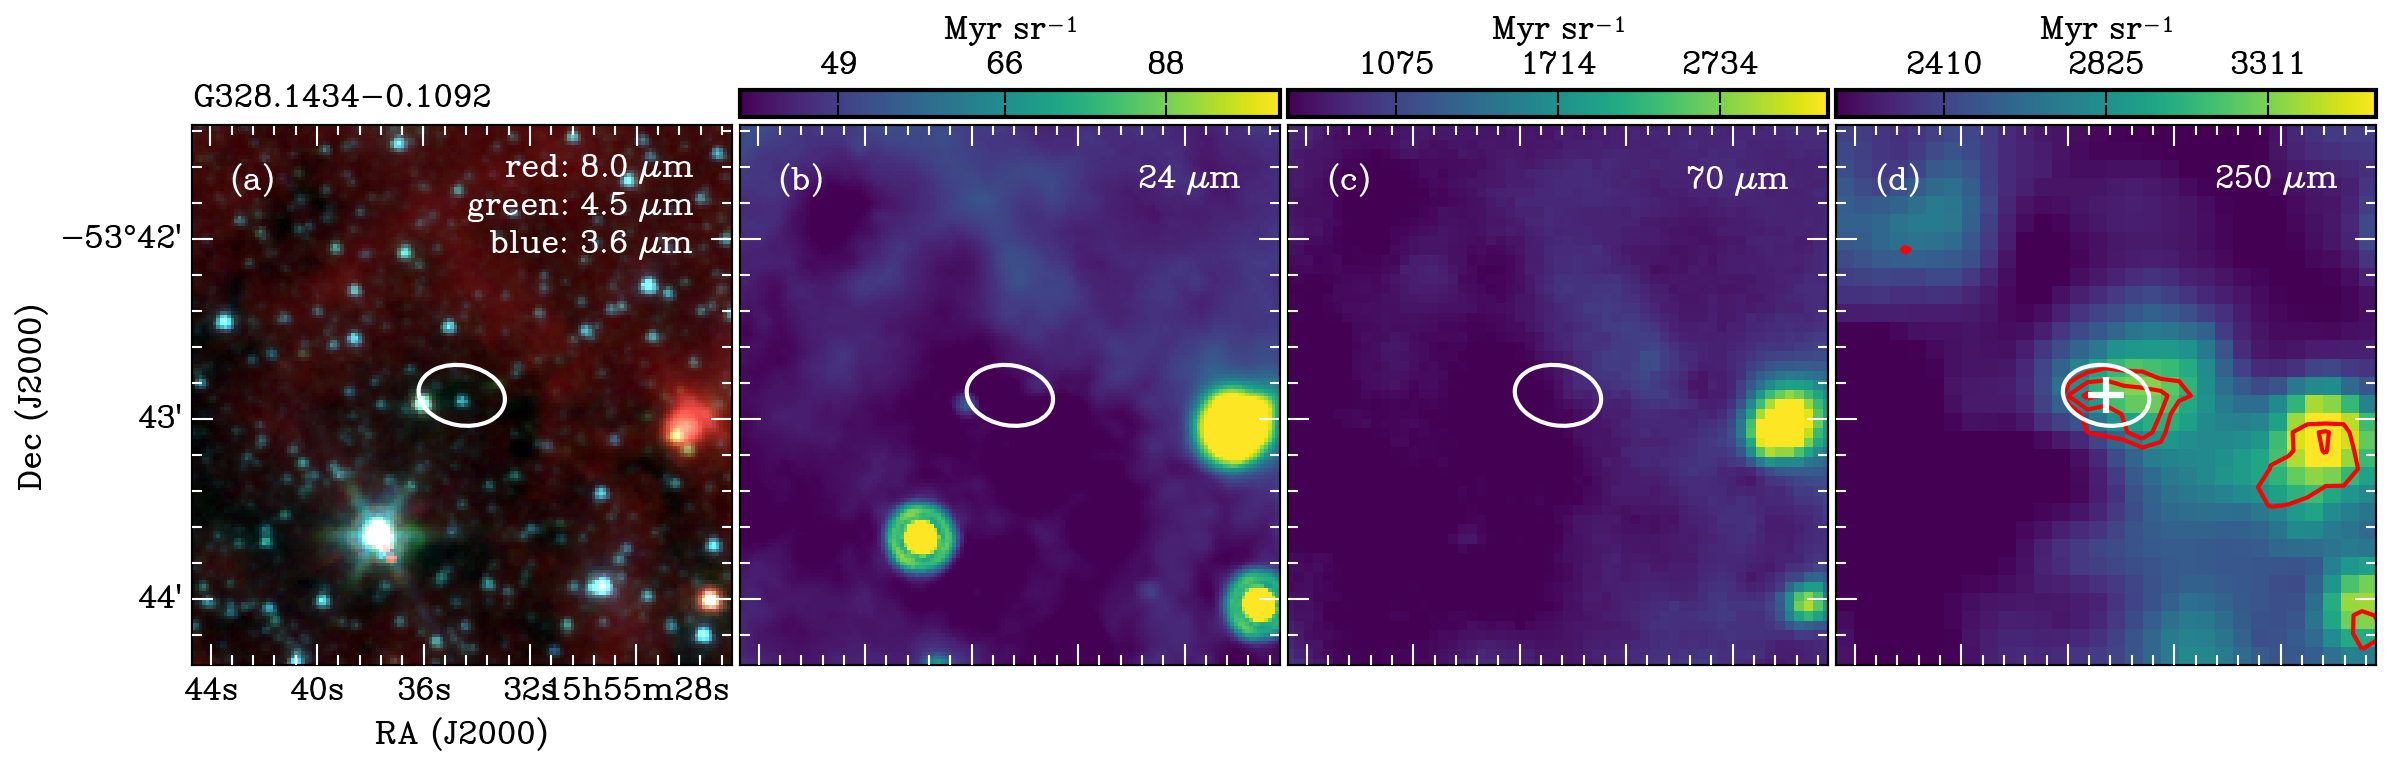 Myr sr⁻¹
Myr sr⁻¹
Myr sr⁻¹
49 66 88
1075 1714 2734
2410 2825 3311
G328.1434−0.1092
(a)
red: 8.0 μm
green: 4.5 μm
blue: 3.6 μm
(b)
24 μm
(c)
70 μm
(d)
250 μm
−53°42'
43'
44'
Dec (J2000)
44s 40s 36s 32s 15h55m28s
RA (J2000)